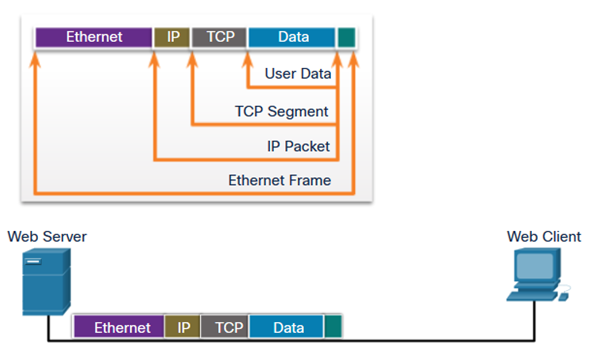 Ethernet IP TCP Data
User Data
TCP Segment
IP Packet
Ethernet Frame
Web Server
Web Client
Ethernet IP TCP Data